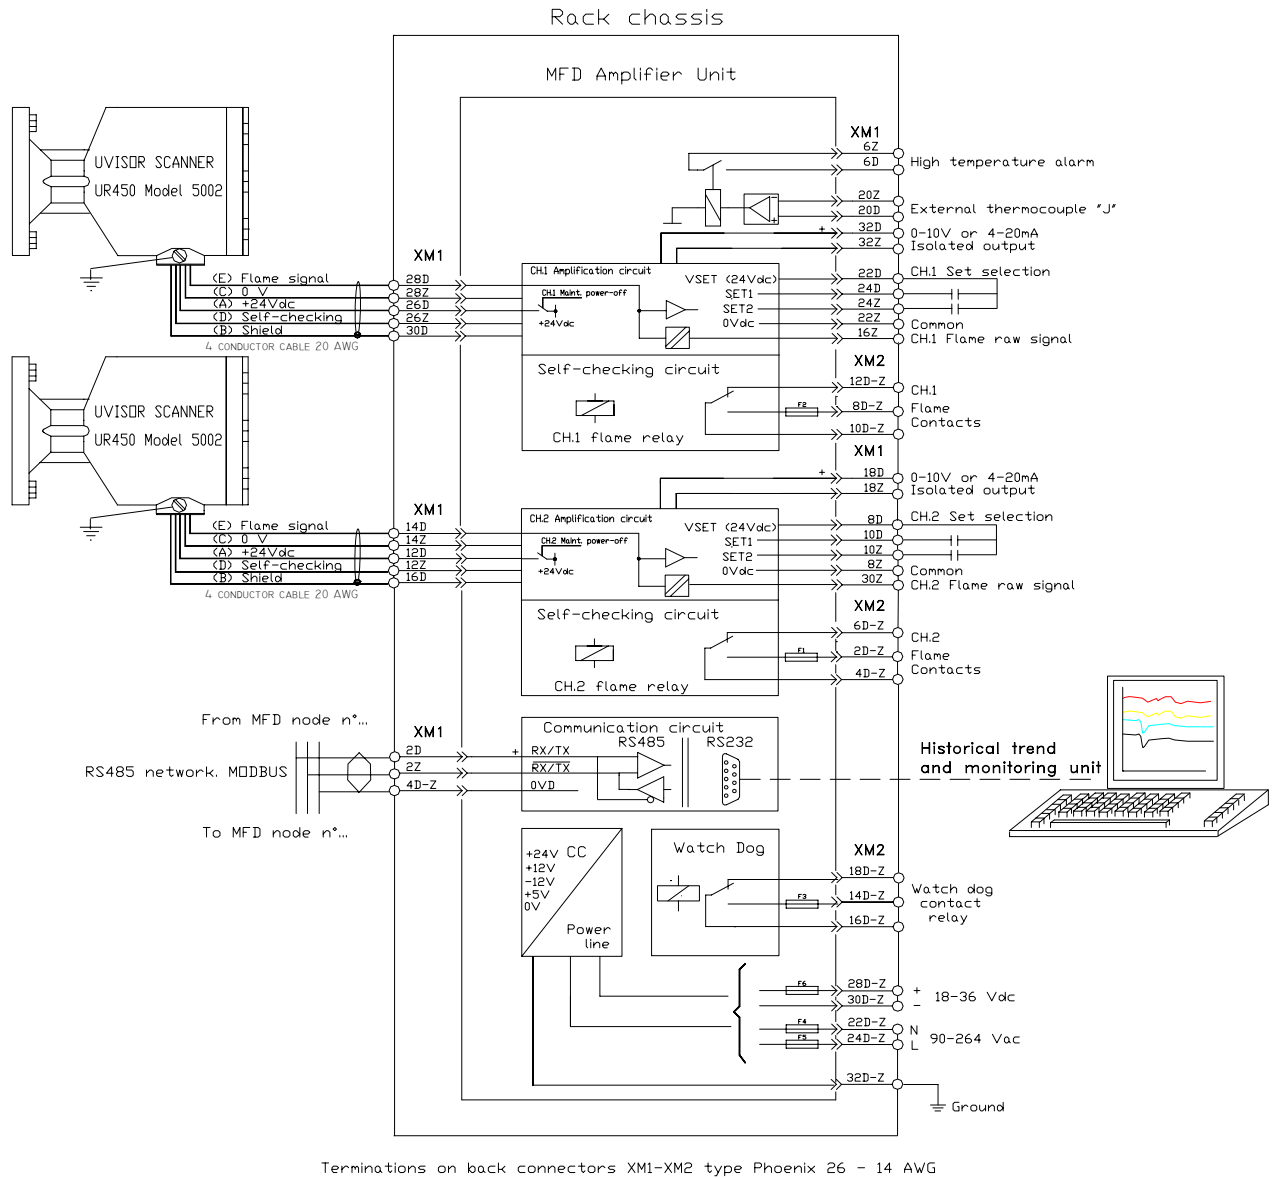 Rack chassis
MFD Amplifier Unit
UVISOR SCANNER
UR450 Model 5002
(E) Flame signal
(C) 0 V
(A) +24Vdc
(D) Self-checking
(B) Shield
4 CONDUCTOR CABLE 20 AWG
XM1
28D
28Z
26D
26Z
30D
CH.1 Amplification circuit
CH.1 Maint. power-off
+24Vdc
VSET (24Vdc)
SET1
SET2
0Vdc
Self-checking circuit
CH.1 flame relay
XM1
6Z
6D
High temperature alarm
20Z
20D
External thermocouple "J"
+
-
+
32D
32Z
0-10V or 4-20mA
Isolated output
22D
24D
24Z
22Z
16Z
CH.1 Set selection
Common
CH.1 Flame raw signal
XM2
12D-Z
F2
8D-Z
10D-Z
CH.1
Flame
Contacts
UVISOR SCANNER
UR450 Model 5002
(E) Flame signal
(C) 0 V
(A) +24Vdc
(D) Self-checking
(B) Shield
4 CONDUCTOR CABLE 20 AWG
XM1
14D
14Z
12D
12Z
16D
CH.2 Amplification circuit
CH.2 Maint. power-off
+24Vdc
VSET (24Vdc)
SET1
SET2
0Vdc
Self-checking circuit
CH.2 flame relay
XM1
+
18D
18Z
0-10V or 4-20mA
Isolated output
8D
10D
10Z
8Z
30Z
CH.2 Set selection
Common
CH.2 Flame raw signal
XM2
6D-Z
F1
2D-Z
4D-Z
CH.2
Flame
Contacts
From MFD node n°...
RS485 network. MODBUS
To MFD node n°...
XM1
2D
2Z
4D-Z
Communication circuit
RS485
RS232
+ RX/TX
RX/TX
0VD
Historical trend
and monitoring unit
+24V
+12V
-12V
+5V
0V
CC
Power
line
Watch Dog
XM2
18D-Z
F3
14D-Z
16D-Z
Watch dog
contact
relay
F6
28D-Z
30D-Z
+
-
18-36 Vdc
F4
22D-Z
F5
24D-Z
N
L
90-264 Vac
32D-Z
Ground
Terminations on back connectors XM1-XM2 type Phoenix 26 - 14 AWG